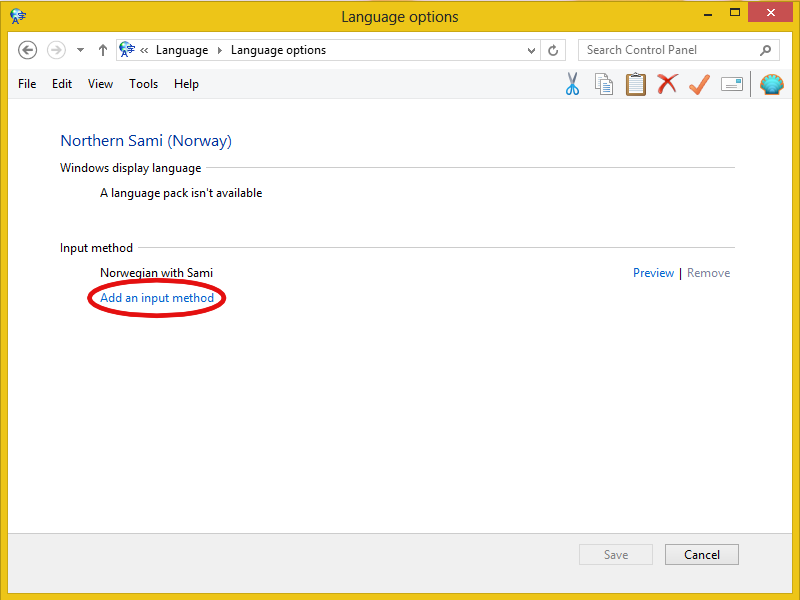 Language options
« Language Language options
Search Control Panel
File Edit View Tools Help
Northern Sami (Norway)
Windows display language
A language pack isn't available
Input method
Norwegian with Sami Preview | Remove
Add an input method
Save Cancel